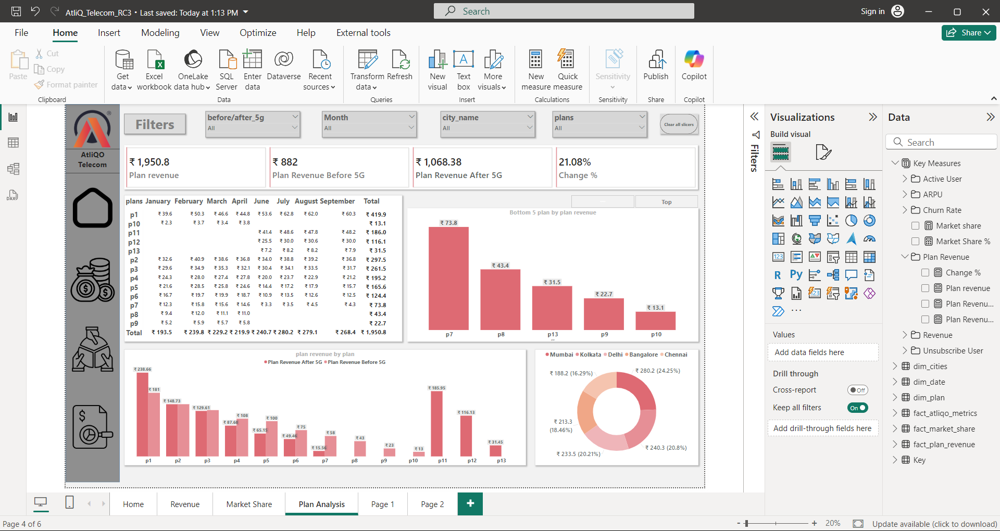 AtliQ_Telecom_RC3 • Last saved: Today at 1:13 PM
Search
Sign in
File
Home
Insert
Modeling
View
Optimize
Help
External tools
Share
Paste
Cut
Copy
Format painter
Clipboard
Get data
Excel workbook
OneLake data hub
SQL Server
Enter data
Dataverse
Recent sources
Data
Transform data
Refresh
Queries
New visual
Text box
More visuals
Insert
New measure
Quick measure
Calculations
Sensitivity
Sensitivity
Publish
Share
Copilot
Copilot
AtliQO
Telecom
Filters
before/after_5g
All
Month
All
city_name
All
plans
All
Clear all slicers
₹ 1,950.8
Plan revenue
₹ 882
Plan Revenue Before 5G
₹ 1,068.38
Plan Revenue After 5G
21.08%
Change %
plans January February March April June July August September Total
p1 ₹ 39.6 ₹ 50.3 ₹ 46.6 ₹ 44.8 ₹ 53.6 ₹ 62.8 ₹ 62.0 ₹ 60.3 ₹ 419.9
p10 ₹ 2.3 ₹ 3.7 ₹ 3.4 ₹ 3.8 ₹ 13.1
p11 ₹ 41.4 ₹ 48.6 ₹ 47.8 ₹ 48.2 ₹ 186.0
p12 ₹ 25.5 ₹ 30.0 ₹ 30.6 ₹ 30.0 ₹ 116.1
p13 ₹ 7.2 ₹ 8.2 ₹ 8.2 ₹ 7.9 ₹ 31.5
p2 ₹ 32.6 ₹ 40.9 ₹ 38.6 ₹ 36.8 ₹ 34.0 ₹ 38.8 ₹ 39.2 ₹ 36.8 ₹ 297.5
p3 ₹ 29.6 ₹ 34.9 ₹ 35.3 ₹ 32.1 ₹ 30.4 ₹ 34.1 ₹ 33.5 ₹ 31.7 ₹ 261.5
p4 ₹ 24.3 ₹ 28.0 ₹ 27.4 ₹ 27.8 ₹ 20.0 ₹ 23.7 ₹ 22.9 ₹ 21.2 ₹ 195.2
p5 ₹ 21.6 ₹ 28.5 ₹ 25.8 ₹ 24.6 ₹ 14.4 ₹ 17.2 ₹ 17.9 ₹ 15.7 ₹ 165.6
p6 ₹ 16.7 ₹ 19.7 ₹ 19.9 ₹ 18.7 ₹ 10.9 ₹ 13.5 ₹ 12.6 ₹ 12.5 ₹ 124.4
p7 ₹ 12.3 ₹ 15.8 ₹ 15.6 ₹ 14.6 ₹ 3.3 ₹ 3.5 ₹ 4.5 ₹ 4.3 ₹ 73.8
p8 ₹ 9.4 ₹ 12.0 ₹ 11.1 ₹ 11.0 ₹ 43.4
p9 ₹ 5.2 ₹ 5.9 ₹ 5.7 ₹ 5.8 ₹ 22.7
Total ₹ 193.5 ₹ 239.8 ₹ 229.2 ₹ 219.9 ₹ 240.7 ₹ 280.2 ₹ 279.1 ₹ 268.4 ₹ 1,950.8
Top
Bottom 5 plan by plan revenue
₹ 73.8
₹ 43.4
₹ 31.5
₹ 22.7
₹ 13.1
p7 p8 p13 p9 p10
plan revenue by plan
Plan Revenue After 5G Plan Revenue Before 5G
₹ 238.66
₹ 181
₹ 148.73
₹ 129.61
₹ 87.68
₹ 108
₹ 65.15
₹ 100
₹ 49.46
₹ 75
₹ 15.56
₹ 58
₹ 43
₹ 23
₹ 13
₹ 185.95
₹ 116.13
₹ 31.45
p1 p2 p3 p4 p5 p6 p7 p8 p9 p10 p11 p12 p13
Mumbai Kolkata Delhi Bangalore Chennai
₹ 188.2 (16.29%)
₹ 280.2 (24.25%)
₹ 213.3
(18.46%)
₹ 233.5 (20.21%)
₹ 240.3 (20.8%)
Filters
Visualizations
Build visual
R
Py
123
123
...
Values
Add data fields here
Drill through
Cross-report
Off
Keep all filters
On
Add drill-through fields here
Data
Search
Key Measures
Active User
ARPU
Churn Rate
Market share
Market Share %
Plan Revenue
Change %
Plan revenue
Plan Revenu...
Plan Revenu...
Revenue
Unsubscribe User
dim_cities
dim_date
dim_plan
fact_atliqo_metrics
fact_market_share
fact_plan_revenue
Key
DAX
Home
Revenue
Market Share
Plan Analysis
Page 1
Page 2
+
Page 4 of 6
- + 20%
Update available (click to download)